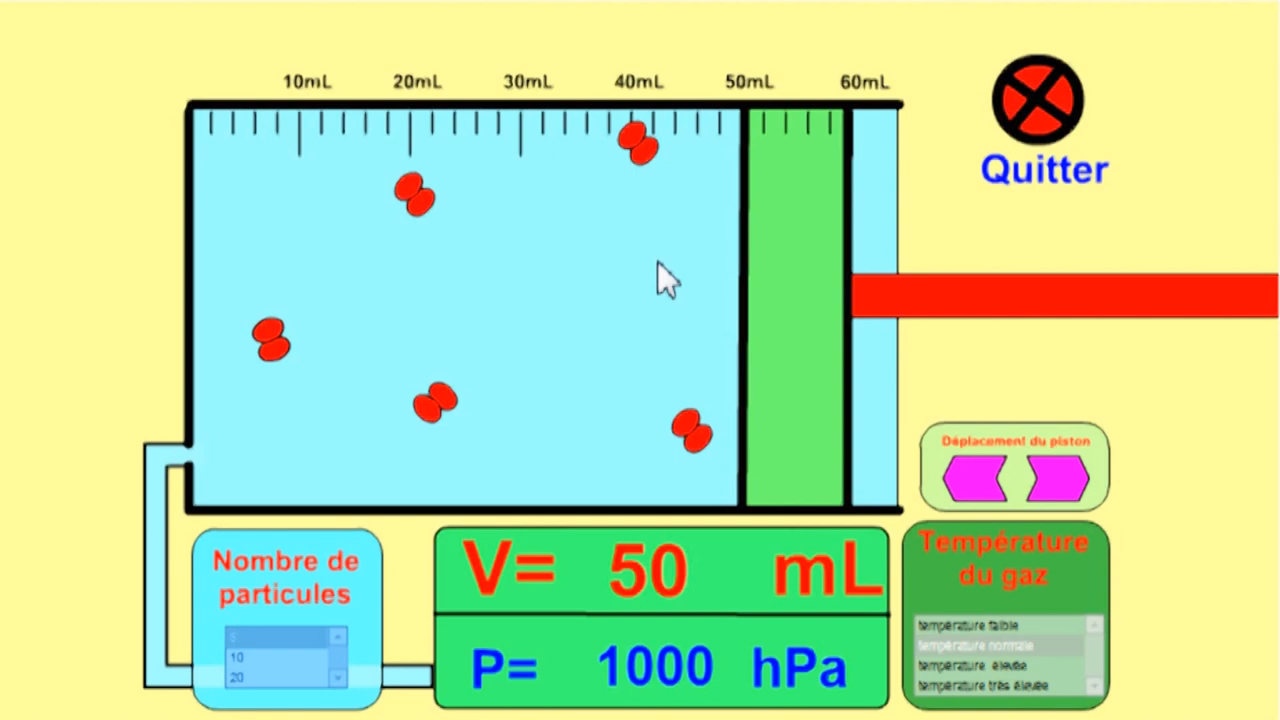 10mL 20mL 30mL 40mL 50mL 60mL
Quitter
Déplacement du piston
Nombre de
particules
5
10
20
V= 50 mL
P= 1000 hPa
Température
du gaz
température faible
température normale
température élevée
température très élevée